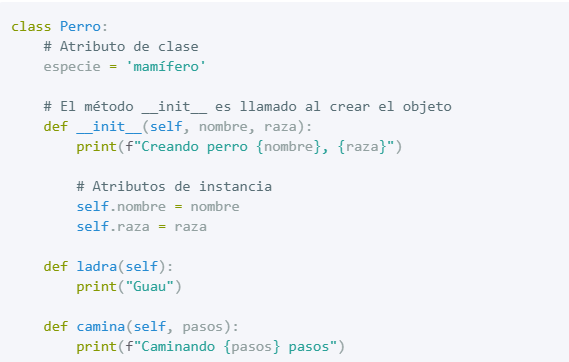 class Perro:
    # Atributo de clase
    especie = 'mamífero'

    # El método __init__ es llamado al crear el objeto
    def __init__(self, nombre, raza):
        print(f"Creando perro {nombre}, {raza}")

        # Atributos de instancia
        self.nombre = nombre
        self.raza = raza

    def ladra(self):
        print("Guau")

    def camina(self, pasos):
        print(f"Caminando {pasos} pasos")